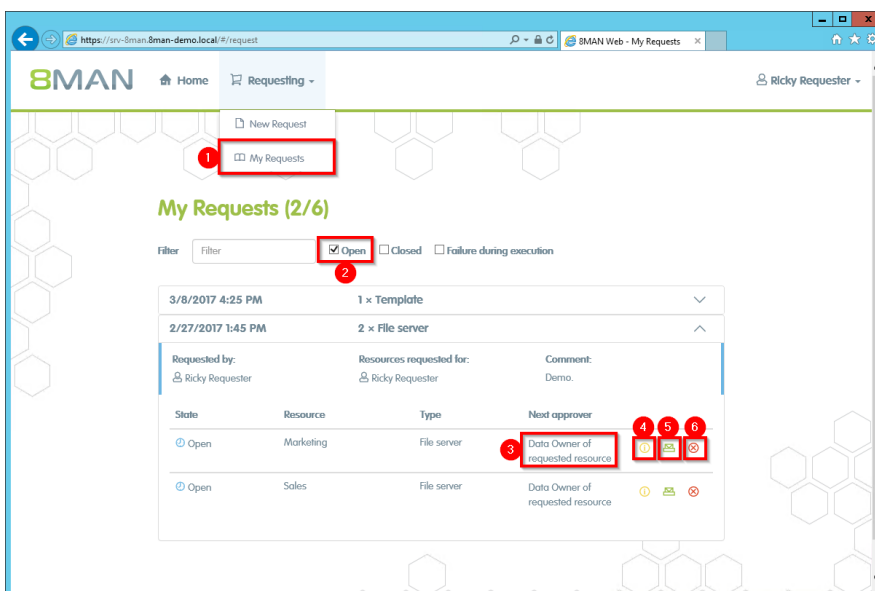 https://srv-8man.8man-demo.local/#/request
8MAN Web - My Requests
8MAN Home Requesting Ricky Requester
New Request
1 My Requests
My Requests (2/6)
Filter Filter Open Closed Failure during execution
2
3/8/2017 4:25 PM 1 × Template
2/27/2017 1:45 PM 2 × File server
Requested by: Resources requested for: Comment:
Ricky Requester Ricky Requester Demo.
State Resource Type Next approver
4 5 6
Open Marketing File server 3 Data Owner of
requested resource
Open Sales File server Data Owner of
requested resource